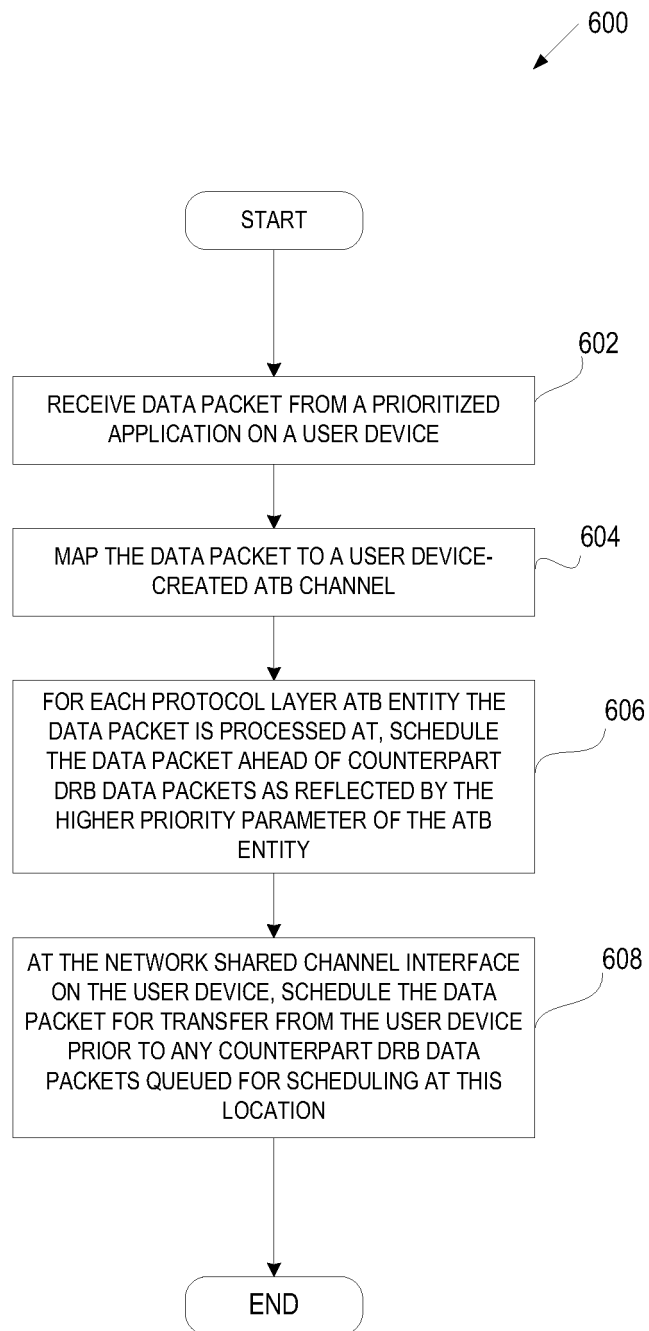 600
START
602
RECEIVE DATA PACKET FROM A PRIORITIZED
APPLICATION ON A USER DEVICE
MAP THE DATA PACKET TO A USER DEVICE-
CREATED ATB CHANNEL
604
FOR EACH PROTOCOL LAYER ATB ENTITY THE
DATA PACKET IS PROCESSED AT, SCHEDULE
THE DATA PACKET AHEAD OF COUNTERPART
DRB DATA PACKETS AS REFLECTED BY THE
HIGHER PRIORITY PARAMETER OF THE ATB
ENTITY
606
AT THE NETWORK SHARED CHANNEL INTERFACE
ON THE USER DEVICE, SCHEDULE THE DATA
PACKET FOR TRANSFER FROM THE USER DEVICE
PRIOR TO ANY COUNTERPART DRB DATA
PACKETS QUEUED FOR SCHEDULING AT THIS
LOCATION
608
END